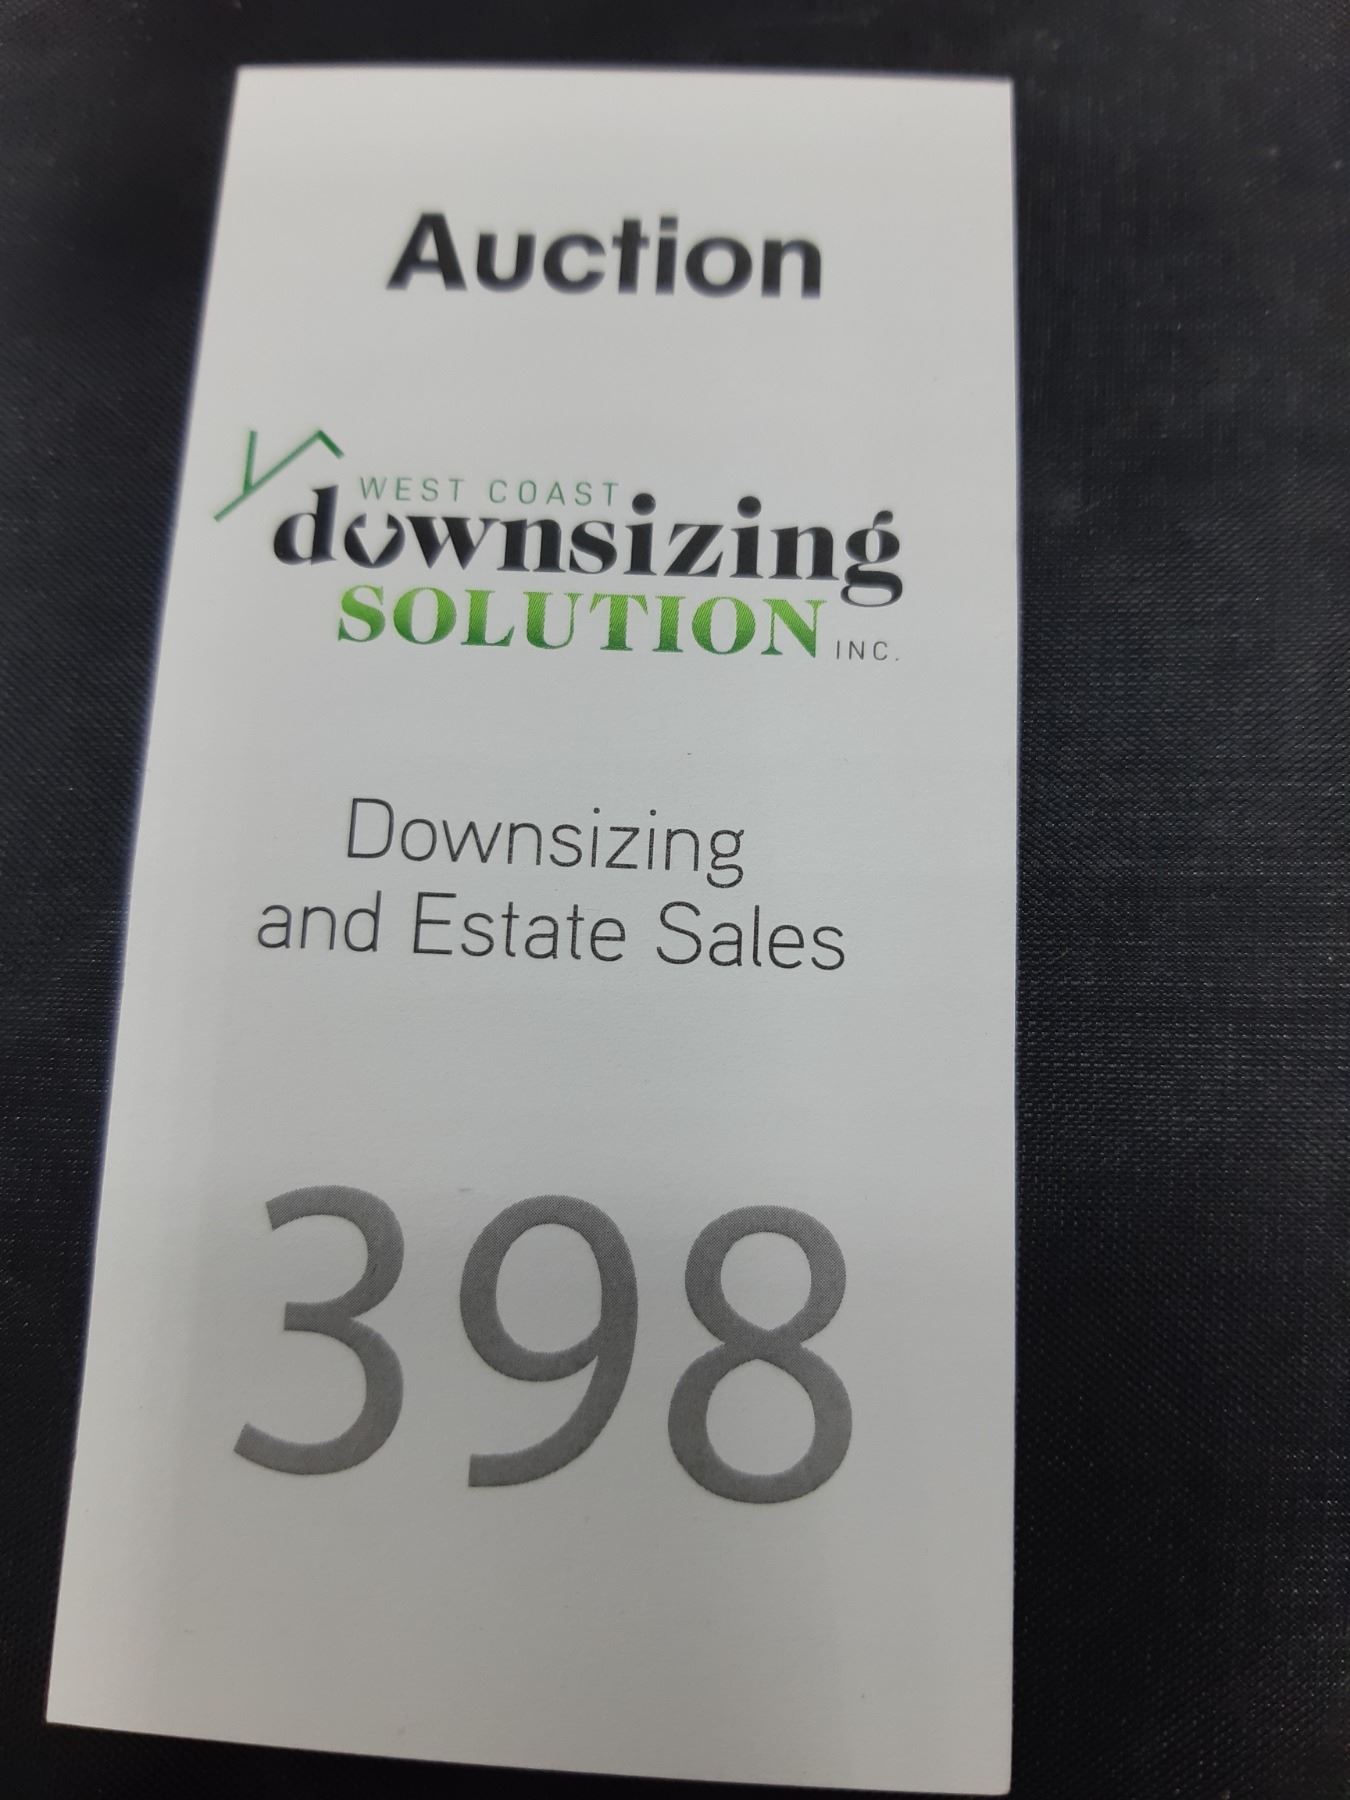 Auction
WEST COAST
downsizing
SOLUTION INC.
Downsizing
and Estate Sales
398